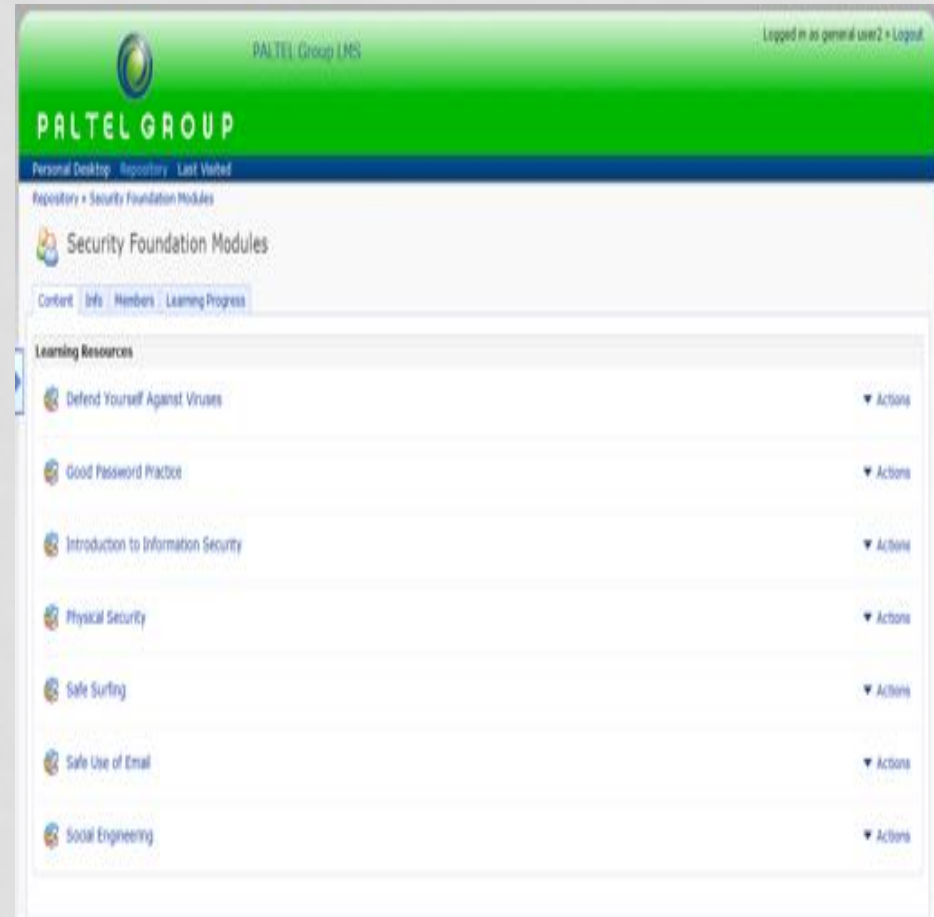 PALTEL Group LMS
Logged in as general user2 • Logout
PALTEL GROUP
Personal Desktop Repository Last Visited
Repository » Security Foundation Modules
Security Foundation Modules
Content Info Members Learning Progress
Learning Resources
Defend Yourself Against Viruses ▼ Actions
Good Password Practice ▼ Actions
Introduction to Information Security ▼ Actions
Physical Security ▼ Actions
Safe Surfing ▼ Actions
Safe Use of Email ▼ Actions
Social Engineering ▼ Actions